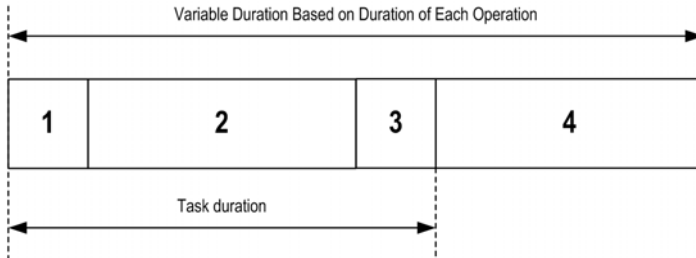 Variable Duration Based on Duration of Each Operation
1 2 3 4
Task duration